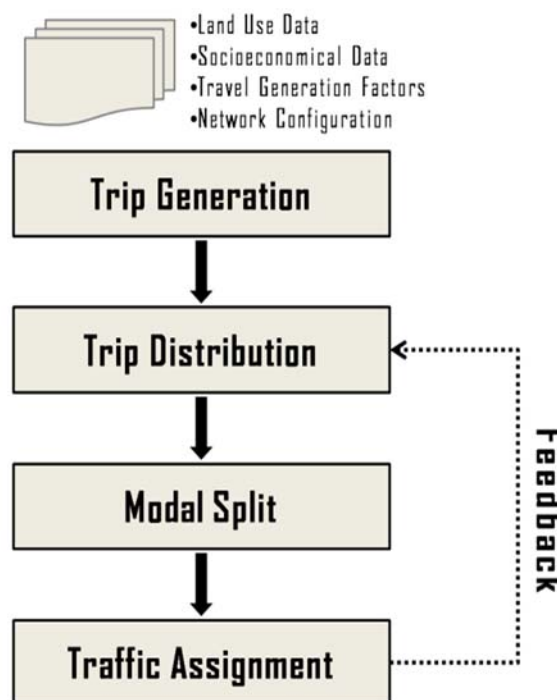 •Land Use Data
•Socioeconomical Data
•Travel Generation Factors
•Network Configuration
Trip Generation
Trip Distribution
Feedback
Modal Split
Traffic Assignment